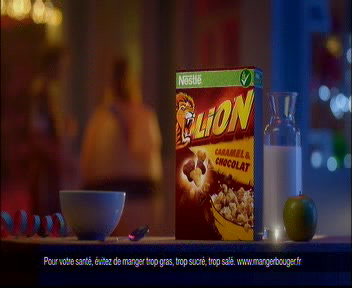 Nestlé
LION
CARAMEL &
CHOCOLAT
Pour votre santé, évitez de manger trop gras, trop sucré, trop salé. www.mangerbouger.fr